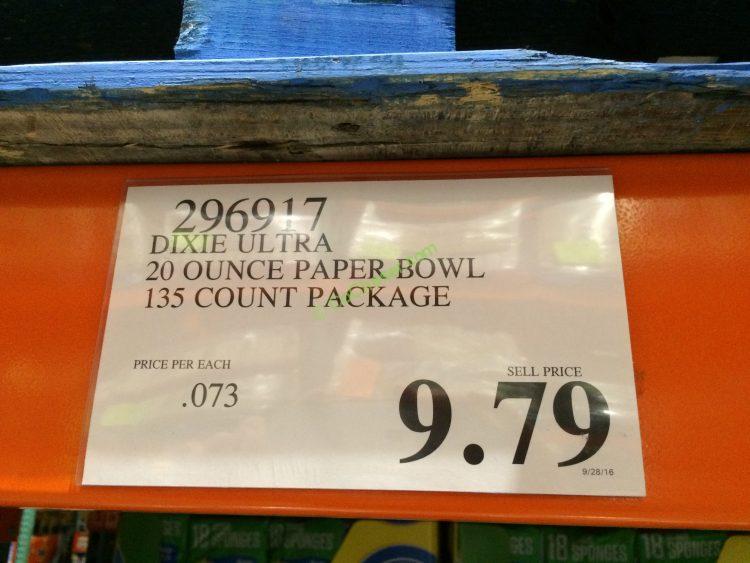 296917
DIXIE ULTRA
20 OUNCE PAPER BOWL
135 COUNT PACKAGE
PRICE PER EACH
.073
SELL PRICE
9.79
9/28/16
18 SPONGES
SPONGES
GES
18 SPONGES
18 SPONGES